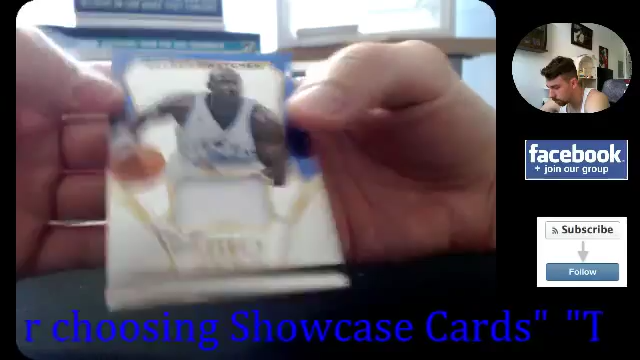 facebook
+ join our group
Subscribe
Follow
r choosing Showcase Cards" "T